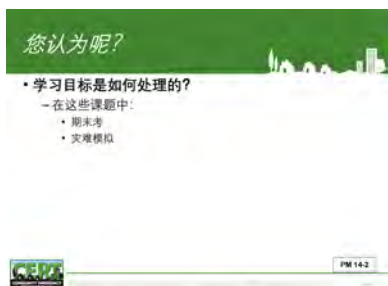 您认为呢?
• 学习目标是如何处理的?
–在这些课题中:
• 期末考
• 灾难模拟
PM 14-2
CERT